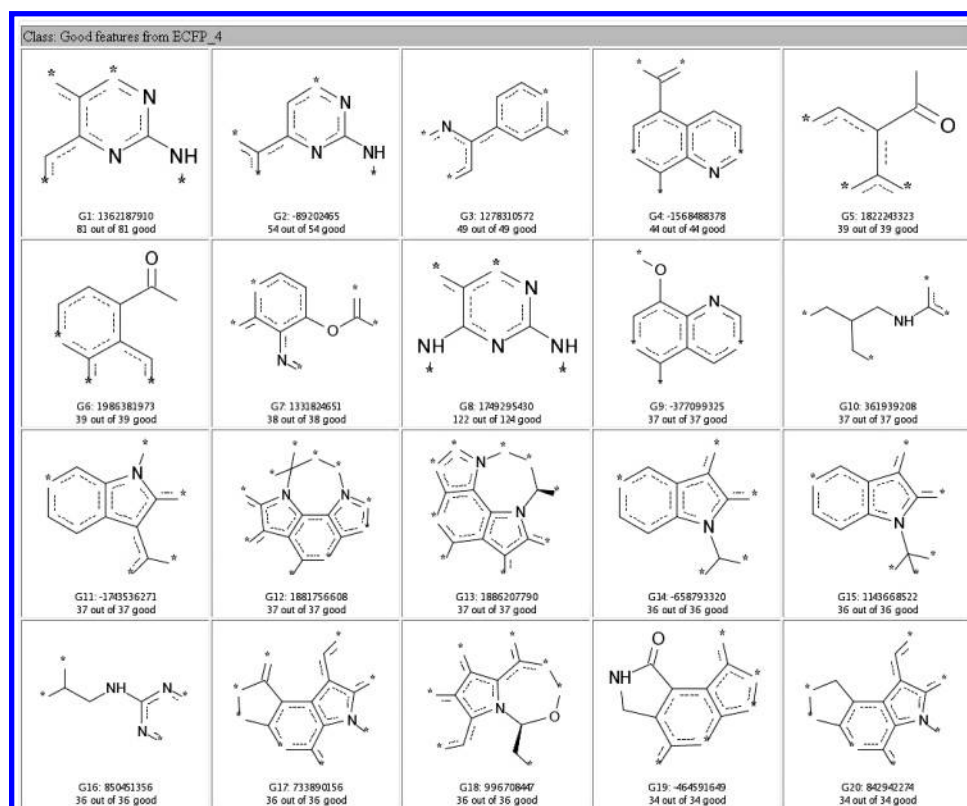 Class: Good features from ECFP_4
G1: 1362187910
81 out of 81 good
G2: -89202465
54 out of 54 good
G3: 1278310572
49 out of 49 good
G4: -1568488378
44 out of 44 good
G5: 1822243323
39 out of 39 good
G6: 1986381973
39 out of 39 good
G7: 1331824651
38 out of 38 good
G8: 1749295430
122 out of 124 good
G9: -377099325
37 out of 37 good
G10: 361939208
37 out of 37 good
G11: -1743536271
37 out of 37 good
G12: 1881756608
37 out of 37 good
G13: 1886207790
37 out of 37 good
G14: -658793320
36 out of 36 good
G15: 1143668522
36 out of 36 good
G16: 850451356
36 out of 36 good
G17: 733890156
36 out of 36 good
G18: 996708447
36 out of 36 good
G19: -464591649
34 out of 34 good
G20: 842942274
34 out of 34 good